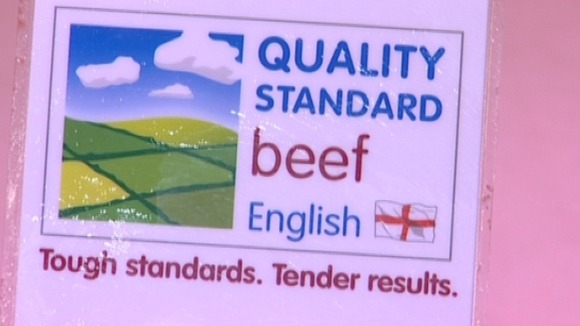 QUALITY
STANDARD
beef
English
Tough standards. Tender results.